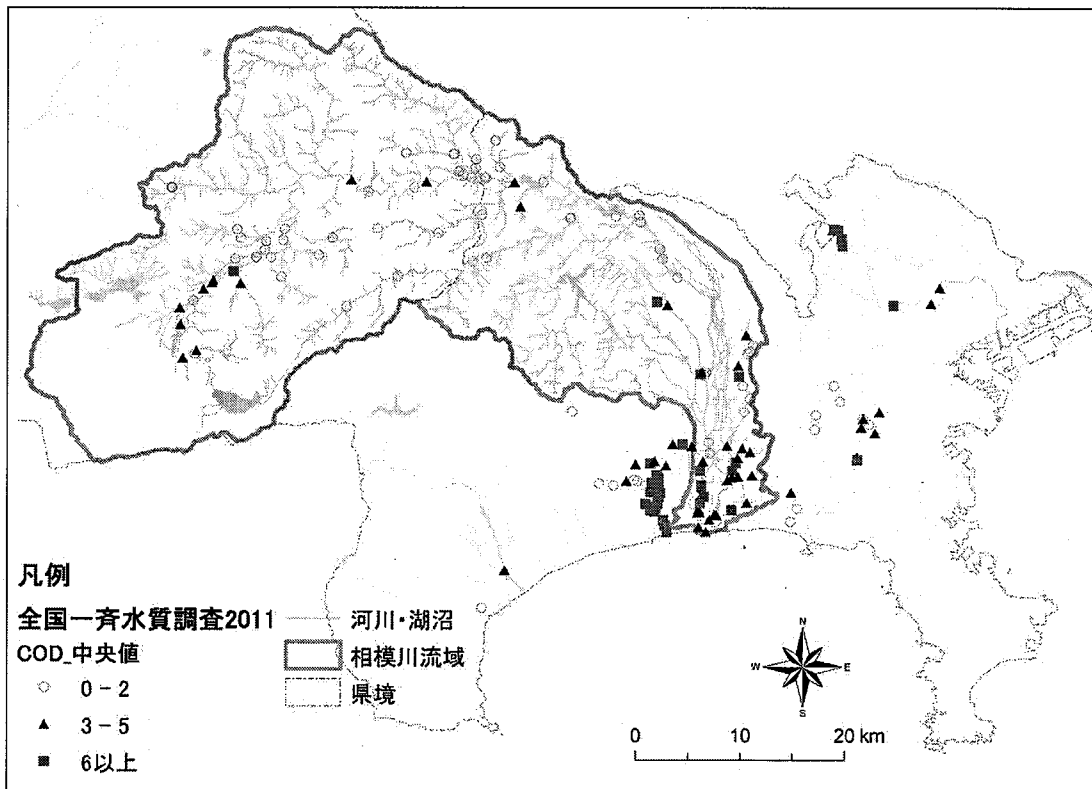 凡例
全国一斉水質調査2011
COD_中央値
0 - 2
3 - 5
6以上
河川・湖沼
相模川流域
県境
N
W E
S
0 10 20 km